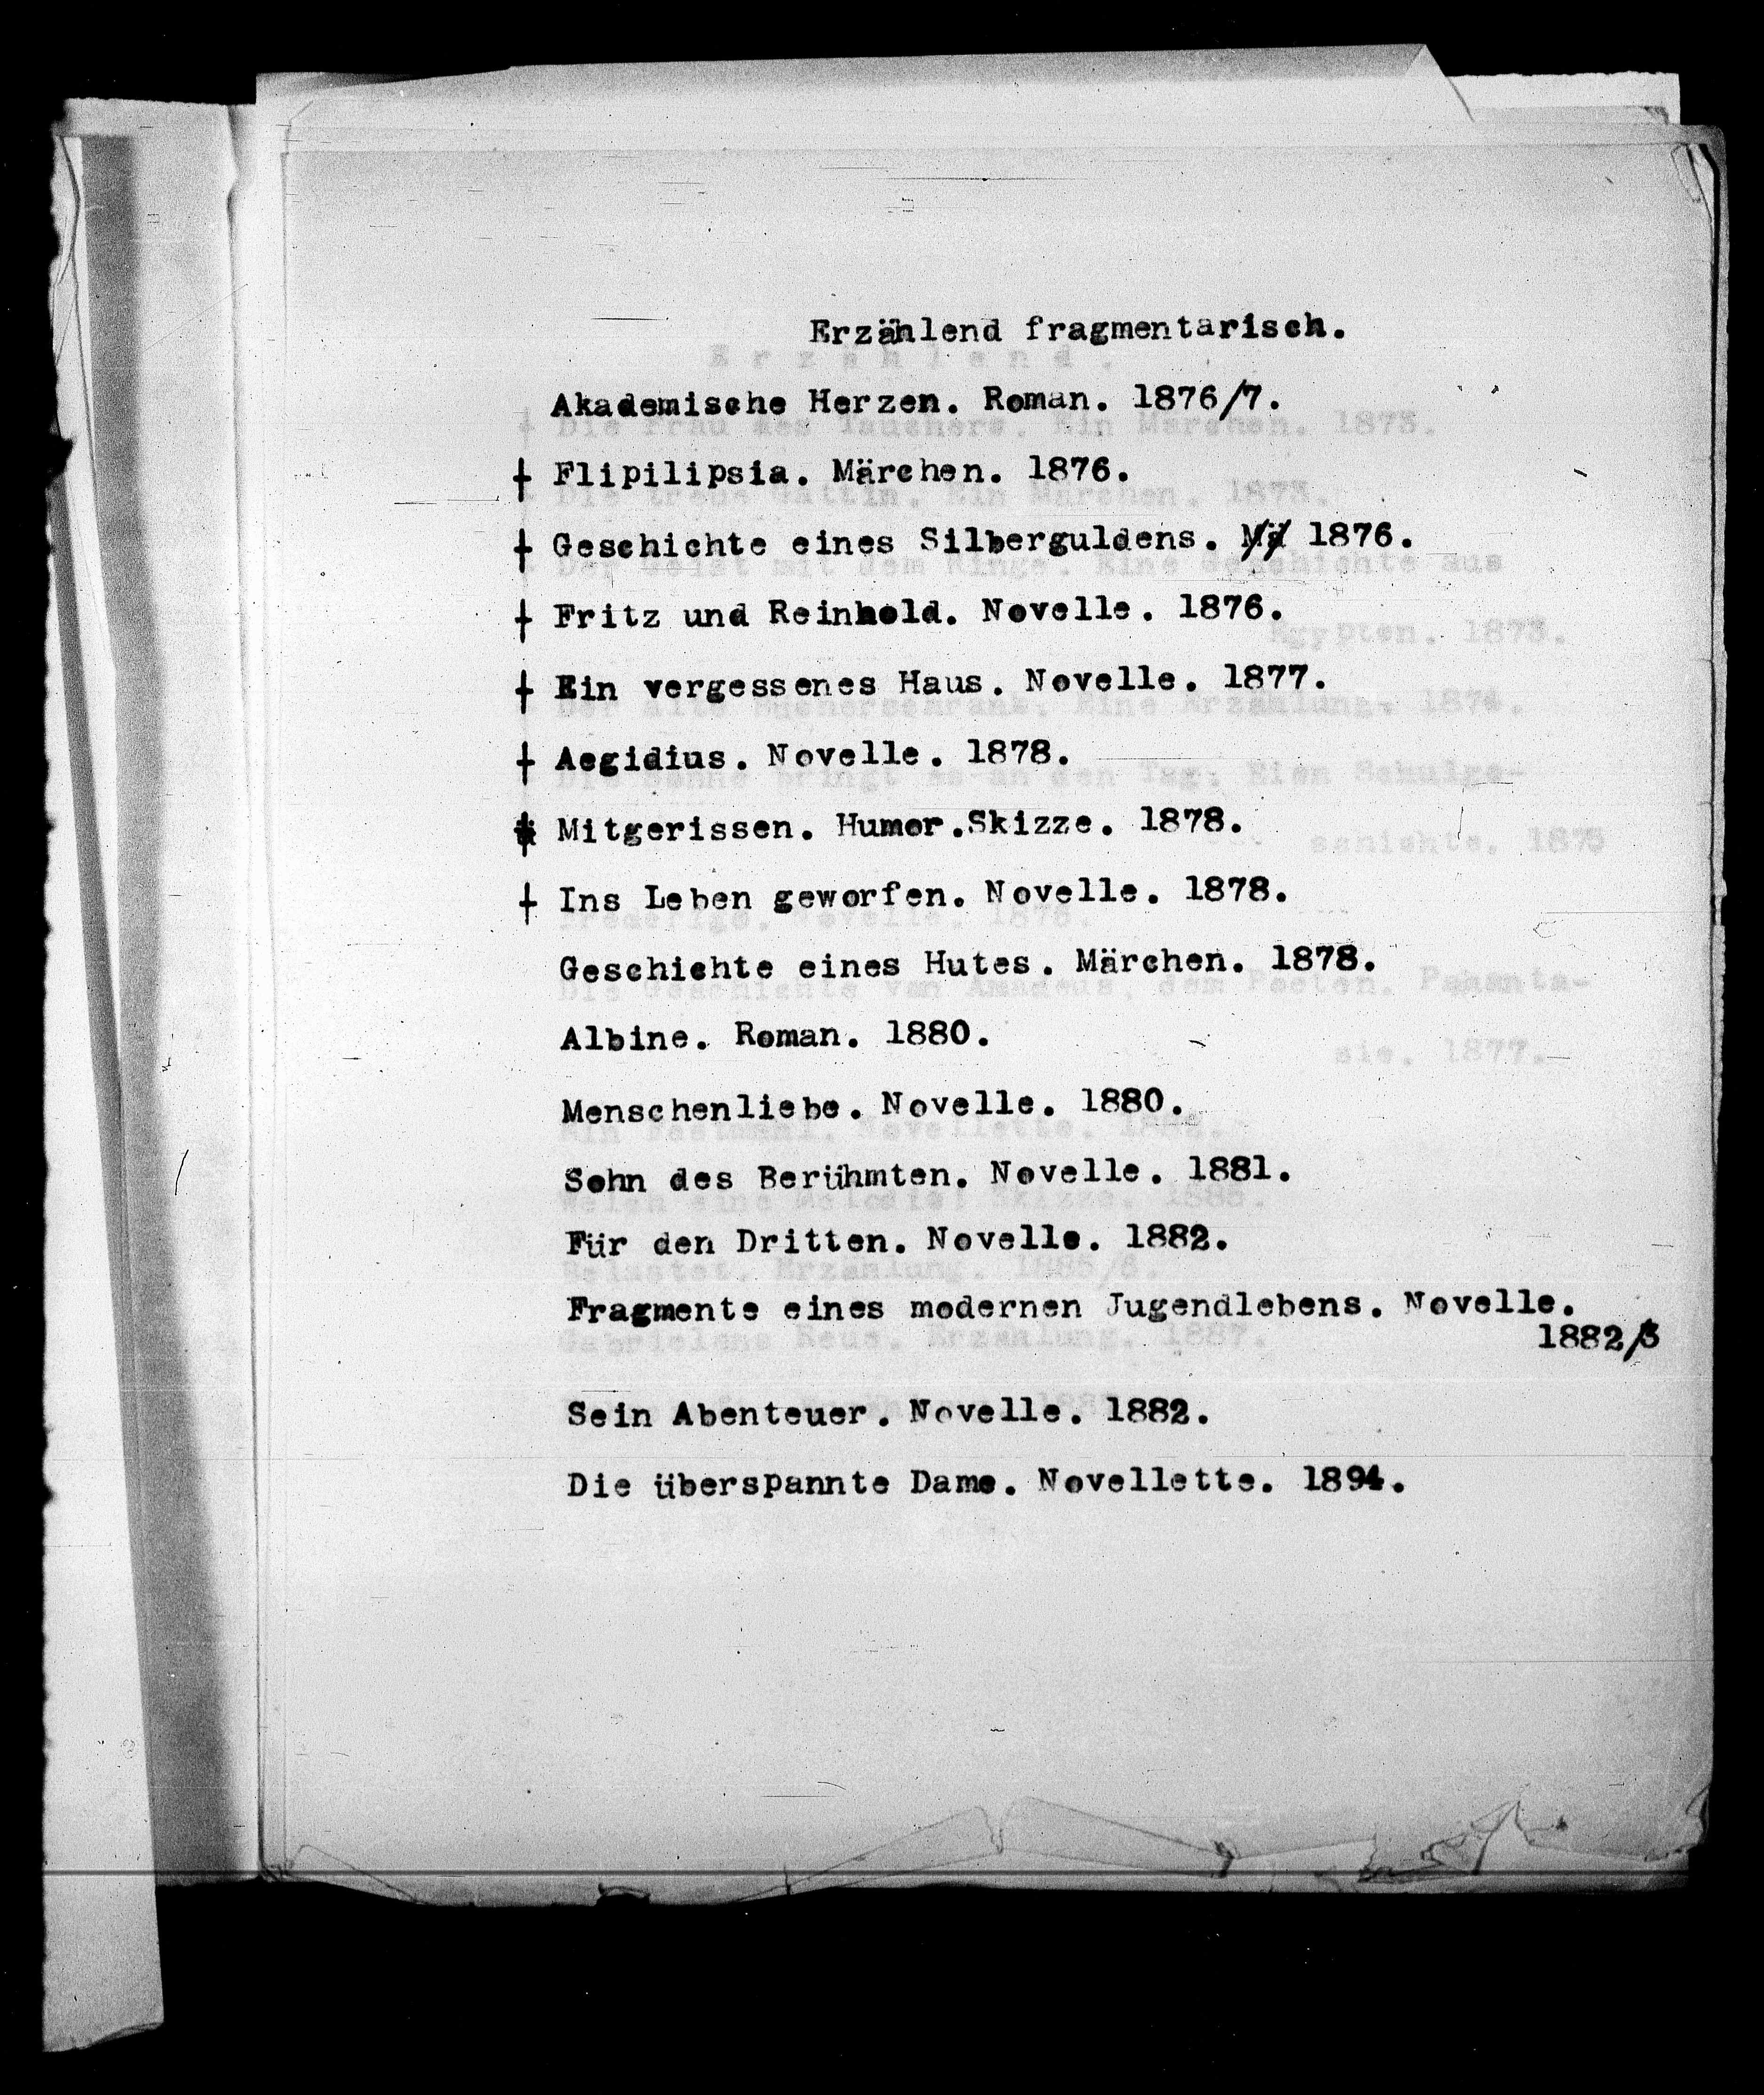 Erzählend fragmentarisch.
Akademische Herzen. Roman. 1876/7.
† Flipilipsia. Märchen. 1876.
† Geschichte eines Silberguldens. Mä 1876.
† Fritz und Reinhold. Novelle. 1876.
† Ein vergessenes Haus. Novelle. 1877.
† Aegidius. Novelle. 1878.
† Mitgerissen. Humor.Skizze. 1878.
† Ins Leben geworfen. Novelle. 1878.
Geschichte eines Hutes. Märchen. 1878.
Albine. Roman. 1880.
Menschenliebe. Novelle. 1880.
Sohn des Berühmten. Novelle. 1881.
Für den Dritten. Novelle. 1882.
Fragmente eines modernen Jugendlebens. Novelle.
1882/3
Sein Abenteuer. Novelle. 1882.
Die überspannte Dame. Novellette. 1894.